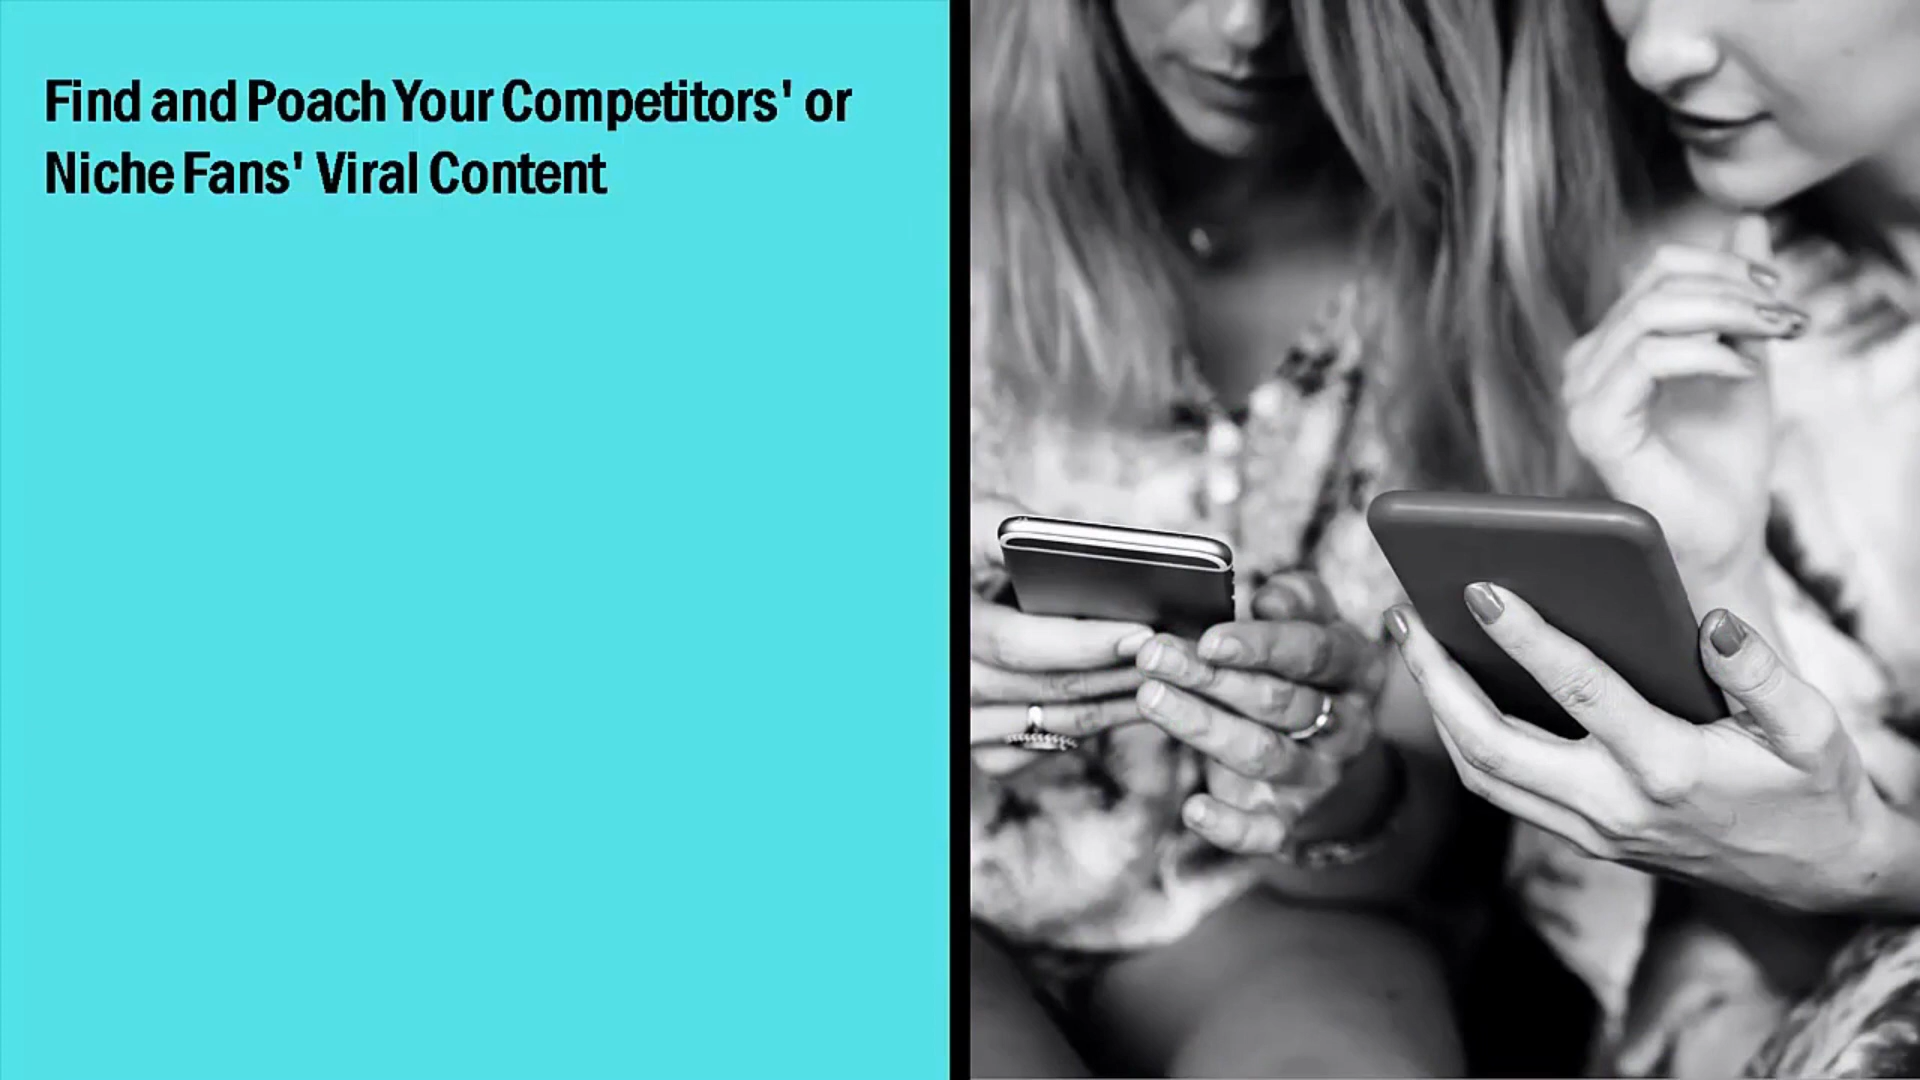 Find and Poach Your Competitors' or
Niche Fans' Viral Content